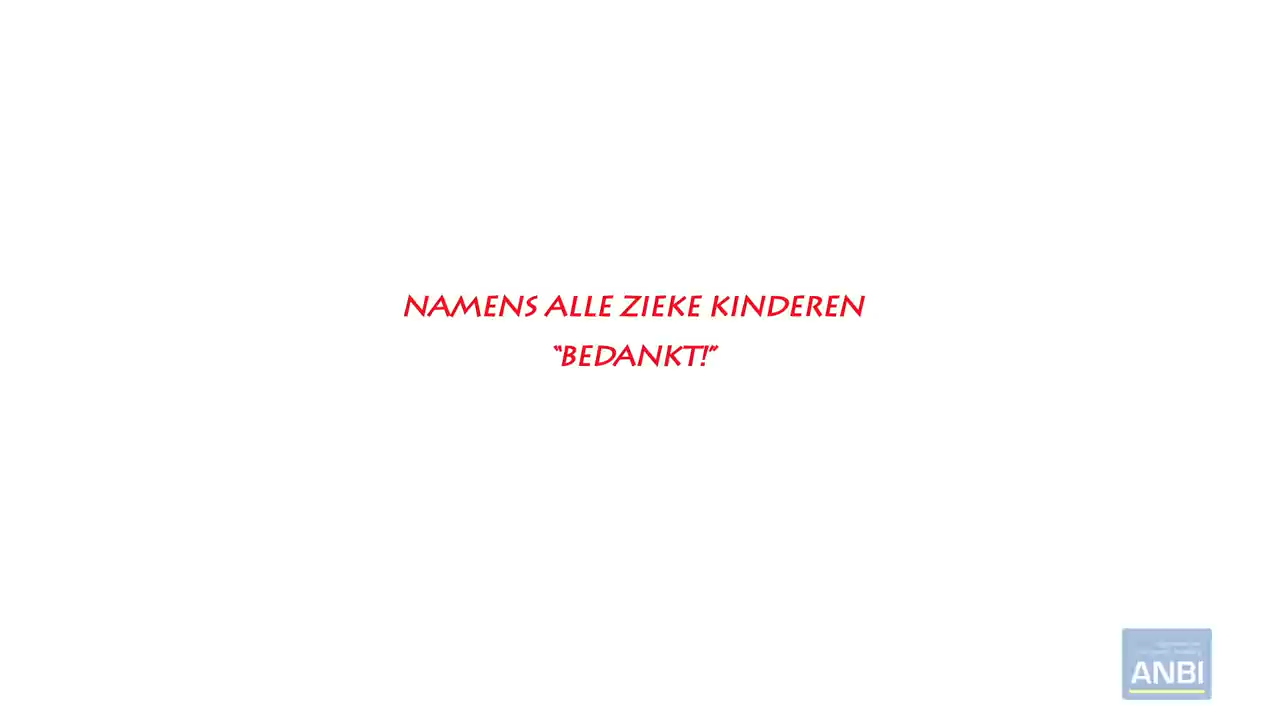 NAMENS ALLE ZIEKE KINDEREN
“BEDANKT!”
ANBI